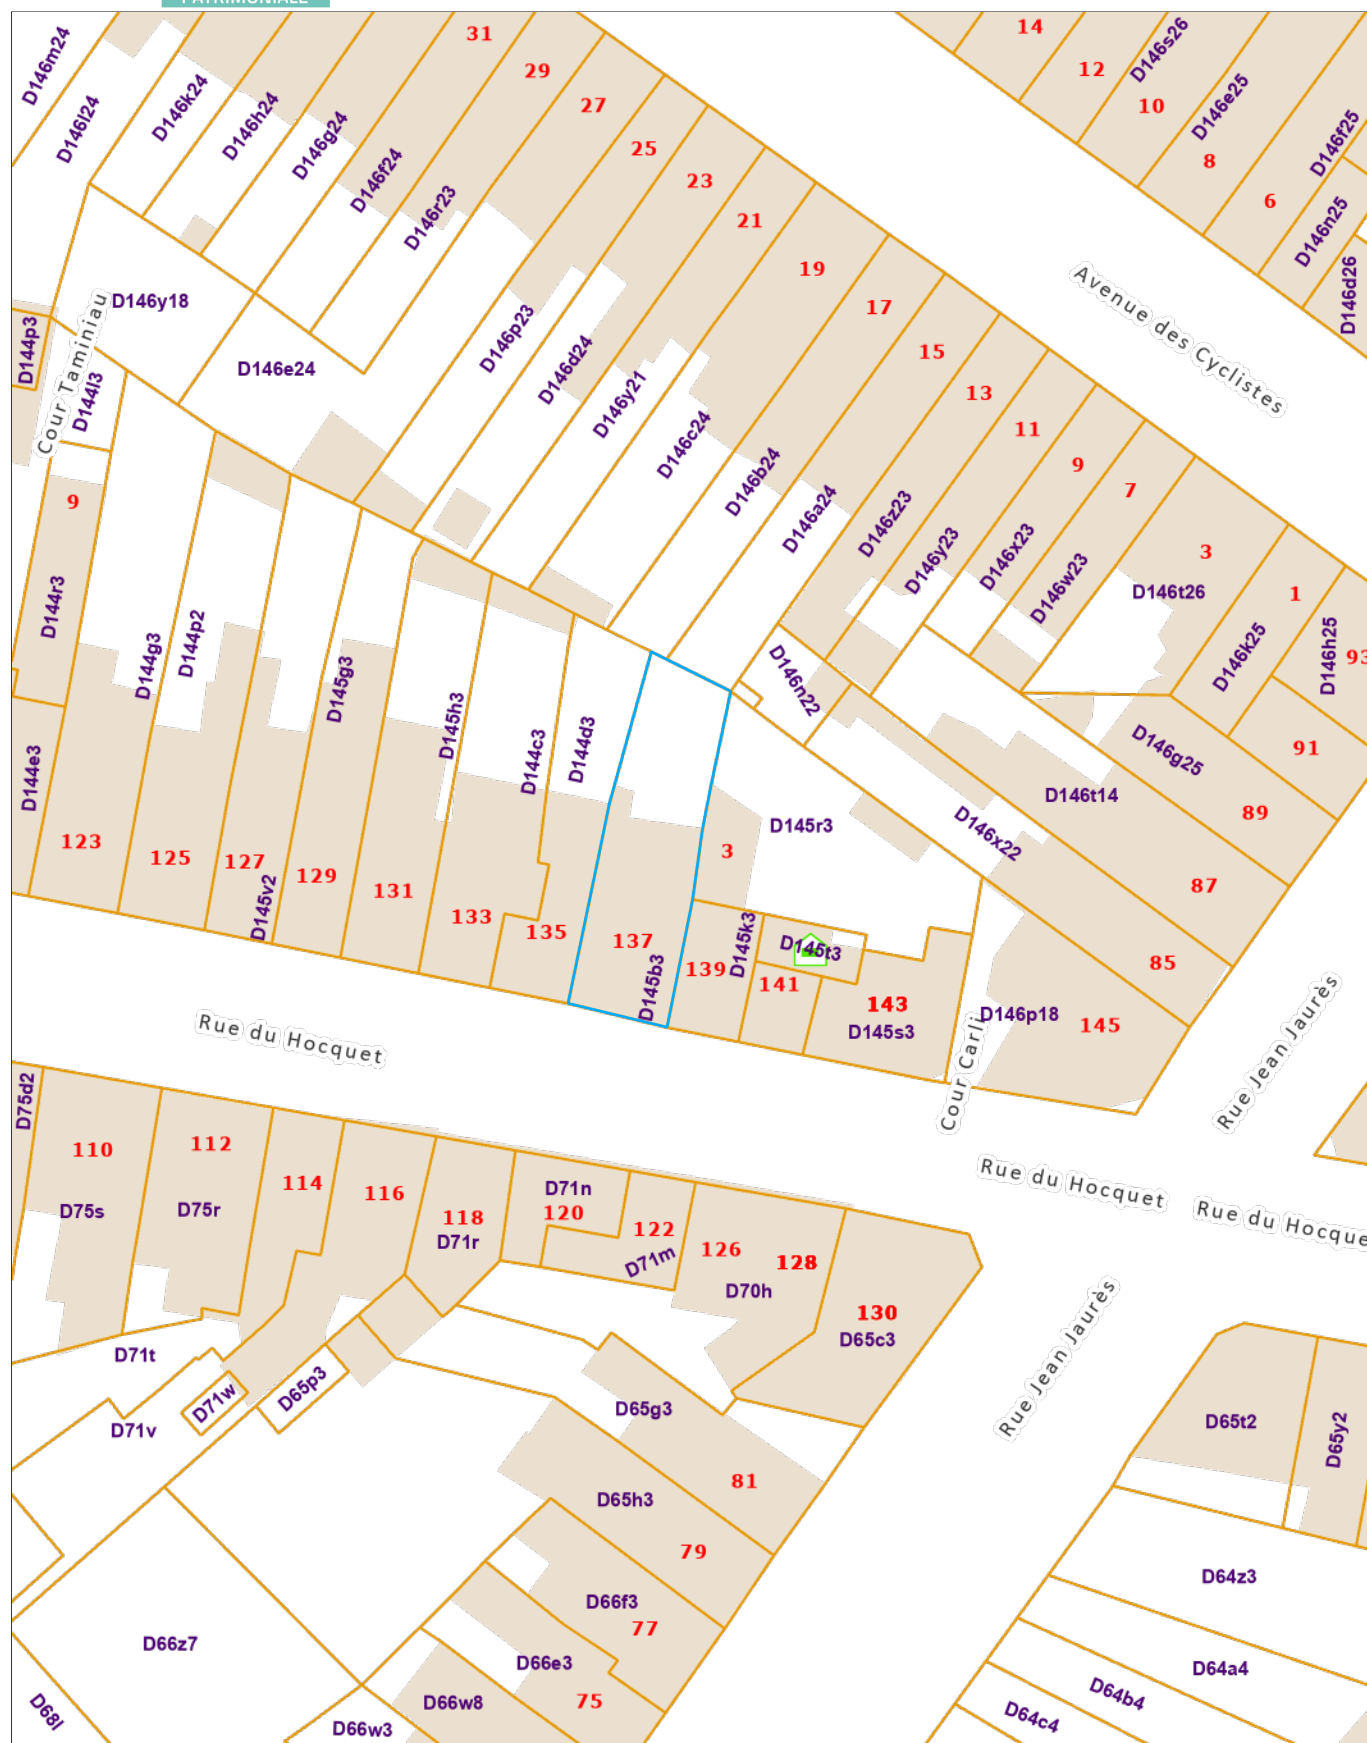 PATRIMONIALE
31
29
27
25
23
21
19
17
15
13
11
9
7
3
1
14
12
10
8
6
D146m24
D146l24
D146k24
D146h24
D146g24
D146f24
D146r23
D146s26
D146e25
D146f25
D146n25
D146d26
Avenue des Cyclistes
D146y18
D146e24
D146p23
D146d24
D146y21
D146c24
D146b24
D146a24
D146z23
D146y23
D146x23
D146w23
D146t26
D146k25
D146h25
93
D144p3
Cour Taminiau
D144l3
9
D144r3
D144e3
D144g3
D144p2
D145g3
D145h3
D144c3
D144d3
D146n22
D146g25
91
D146t14
89
D146x22
87
D145r3
3
85
123
125
127
D145v2
129
131
133
135
137
D145b3
139
D145k3
D145t3
141
143
D145s3
D146p18
145
Cour Carli
Rue du Hocquet
Rue Jean Jaurès
Rue du Hocquet
Rue du Hocque
D75d2
110
D75s
112
D75r
114
116
118
D71r
D71n
120
122
D71m
126
128
D70h
130
D65c3
Rue Jean Jaurès
D71t
D71w
D65p3
D71v
D65g3
81
D65h3
79
D66f3
77
D66e3
75
D66w8
D66w3
D66z7
D68l
D65t2
D65y2
D64z3
D64a4
D64b4
D64c4